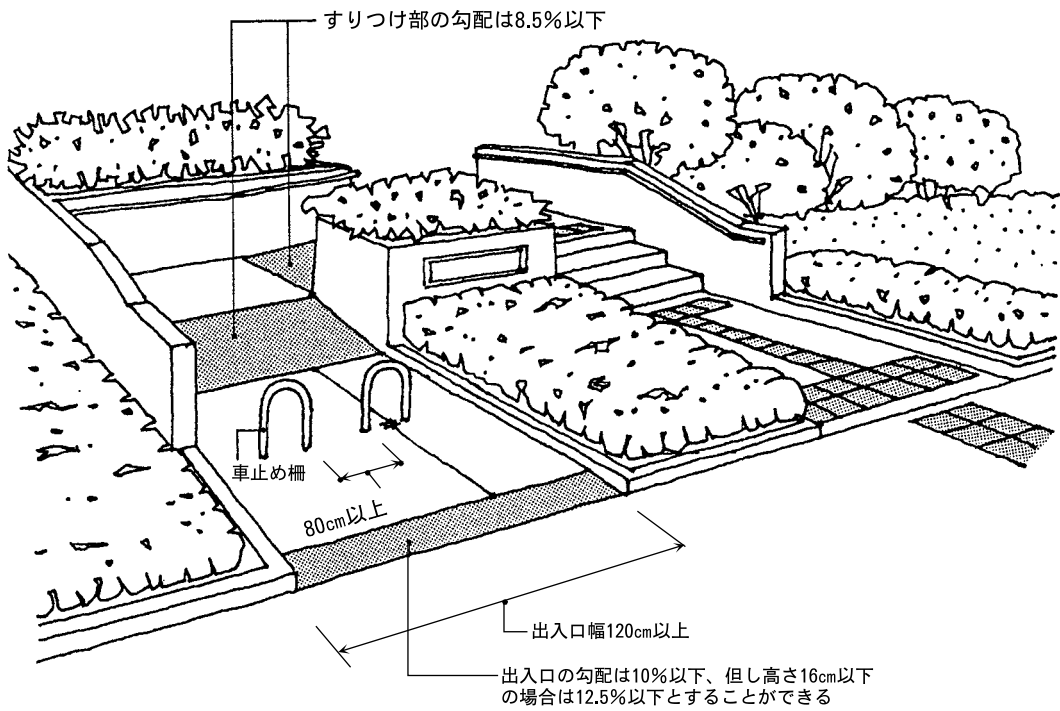 すりつけ部の勾配は8.5%以下
車止め柵
80cm以上
出入口幅120cm以上
出入口の勾配は10%以下、但し高さ16cm以下
の場合は12.5%以下とすることができる